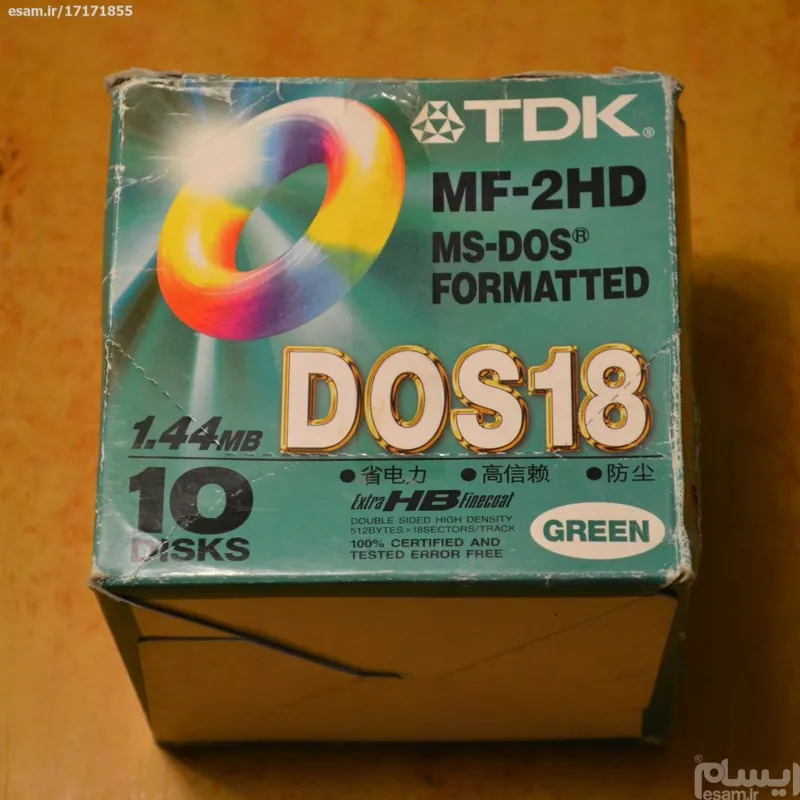 esam.ir/17171855
TDK®
MF-2HD
MS-DOS®
FORMATTED
DOS18
1.44MB
10
DISKS
●省电力 ●高信赖 ●防尘
Extra HB Finecoat
DOUBLE SIDED HIGH DENSITY
512BYTES×18SECTORS/TRACK
100% CERTIFIED AND
TESTED ERROR FREE
GREEN
ایسام®
esam.ir